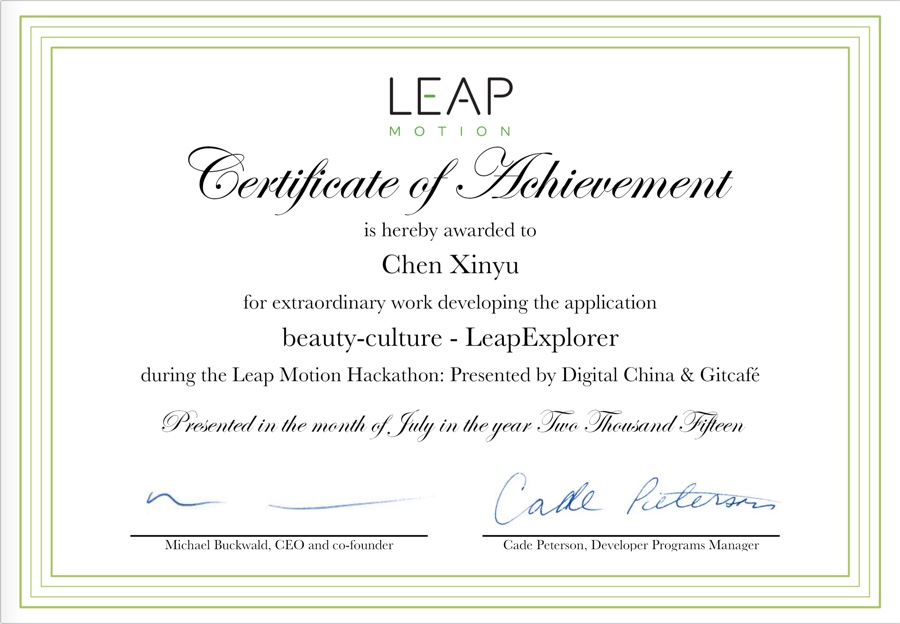 LEAP
MOTION
Certificate of Achievement
is hereby awarded to
Chen Xinyu
for extraordinary work developing the application
beauty-culture - LeapExplorer
during the Leap Motion Hackathon: Presented by Digital China & Gitcafé
Presented in the month of July in the year Two Thousand Fifteen
Cade Pieterson
Michael Buckwald, CEO and co-founder
Cade Peterson, Developer Programs Manager